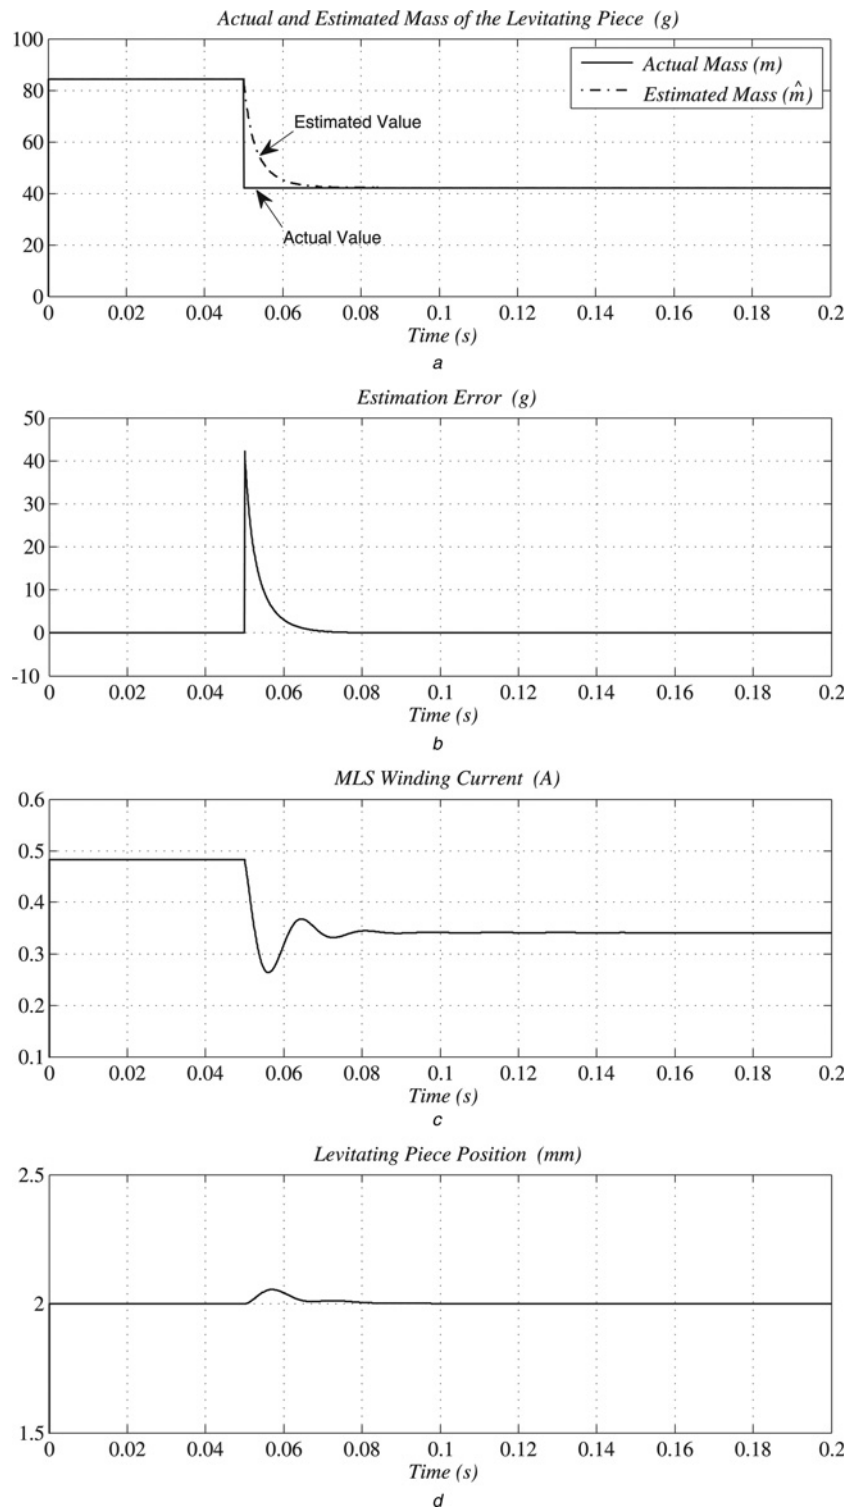 Actual and Estimated Mass of the Levitating Piece (g)
100
80
60
40
20
0
Actual Mass (m)
Estimated Mass (m̂)
Estimated Value
Actual Value
0 0.02 0.04 0.06 0.08 0.1 0.12 0.14 0.16 0.18 0.2
Time (s)
a
Estimation Error (g)
50
40
30
20
10
0
-10
0 0.02 0.04 0.06 0.08 0.1 0.12 0.14 0.16 0.18 0.2
Time (s)
b
MLS Winding Current (A)
0.6
0.5
0.4
0.3
0.2
0.1
0 0.02 0.04 0.06 0.08 0.1 0.12 0.14 0.16 0.18 0.2
Time (s)
c
Levitating Piece Position (mm)
2.5
2
1.5
0 0.02 0.04 0.06 0.08 0.1 0.12 0.14 0.16 0.18 0.2
Time (s)
d